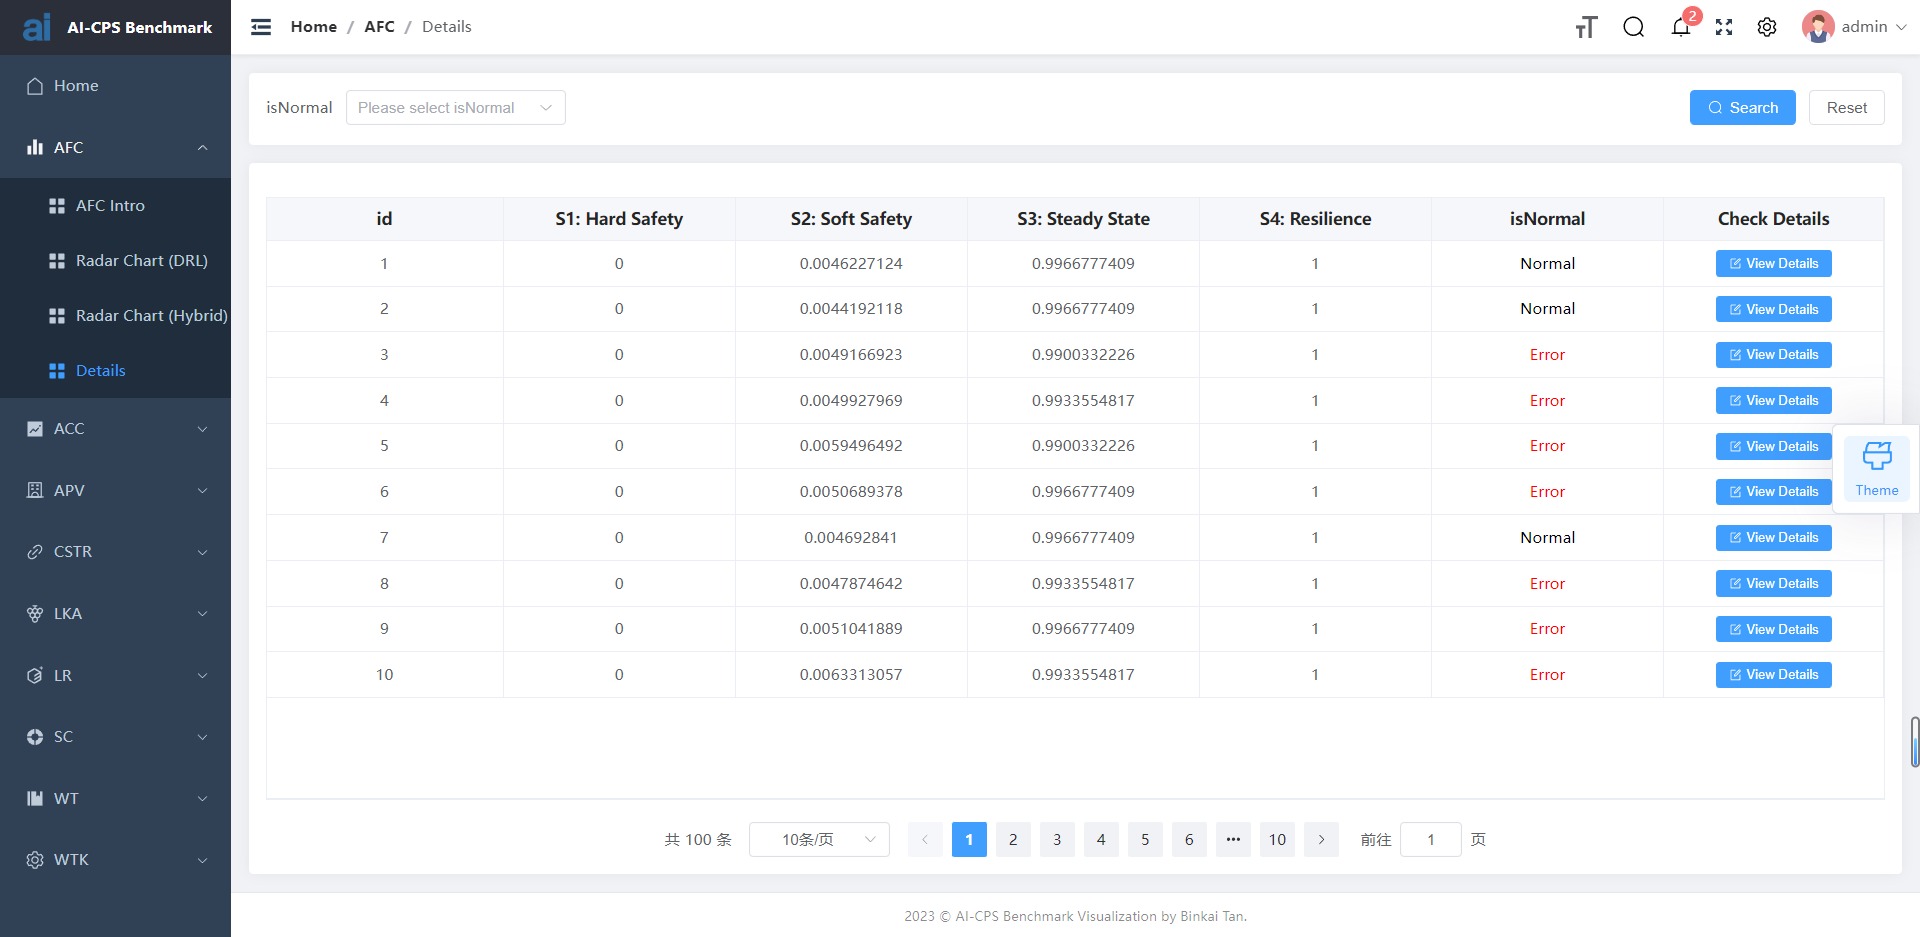 ai AI-CPS Benchmark
Home / AFC / Details
2
admin
Home
AFC
AFC Intro
Radar Chart (DRL)
Radar Chart (Hybrid)
Details
ACC
APV
CSTR
LKA
LR
SC
WT
WTK
isNormal Please select isNormal Search Reset
id S1: Hard Safety S2: Soft Safety S3: Steady State S4: Resilience isNormal Check Details
1 0 0.0046227124 0.9966777409 1 Normal View Details
2 0 0.0044192118 0.9966777409 1 Normal View Details
3 0 0.0049166923 0.9900332226 1 Error View Details
4 0 0.0049927969 0.9933554817 1 Error View Details
5 0 0.0059496492 0.9900332226 1 Error View Details
6 0 0.0050689378 0.9966777409 1 Error View Details
7 0 0.004692841 0.9966777409 1 Normal View Details
8 0 0.0047874642 0.9933554817 1 Error View Details
9 0 0.0051041889 0.9966777409 1 Error View Details
10 0 0.0063313057 0.9933554817 1 Error View Details
Theme
共 100 条 10条/页 1 2 3 4 5 6 ••• 10 前往 1 页
2023 © AI-CPS Benchmark Visualization by Binkai Tan.